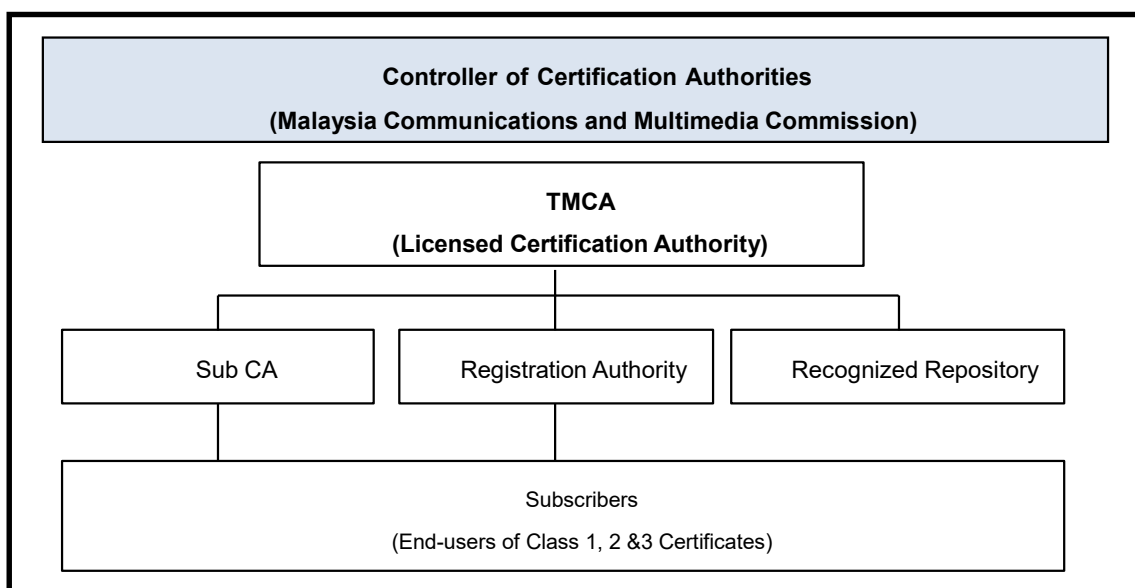 Controller of Certification Authorities
(Malaysia Communications and Multimedia Commission)
TMCA
(Licensed Certification Authority)
Sub CA
Registration Authority
Recognized Repository
Subscribers
(End-users of Class 1, 2 &3 Certificates)